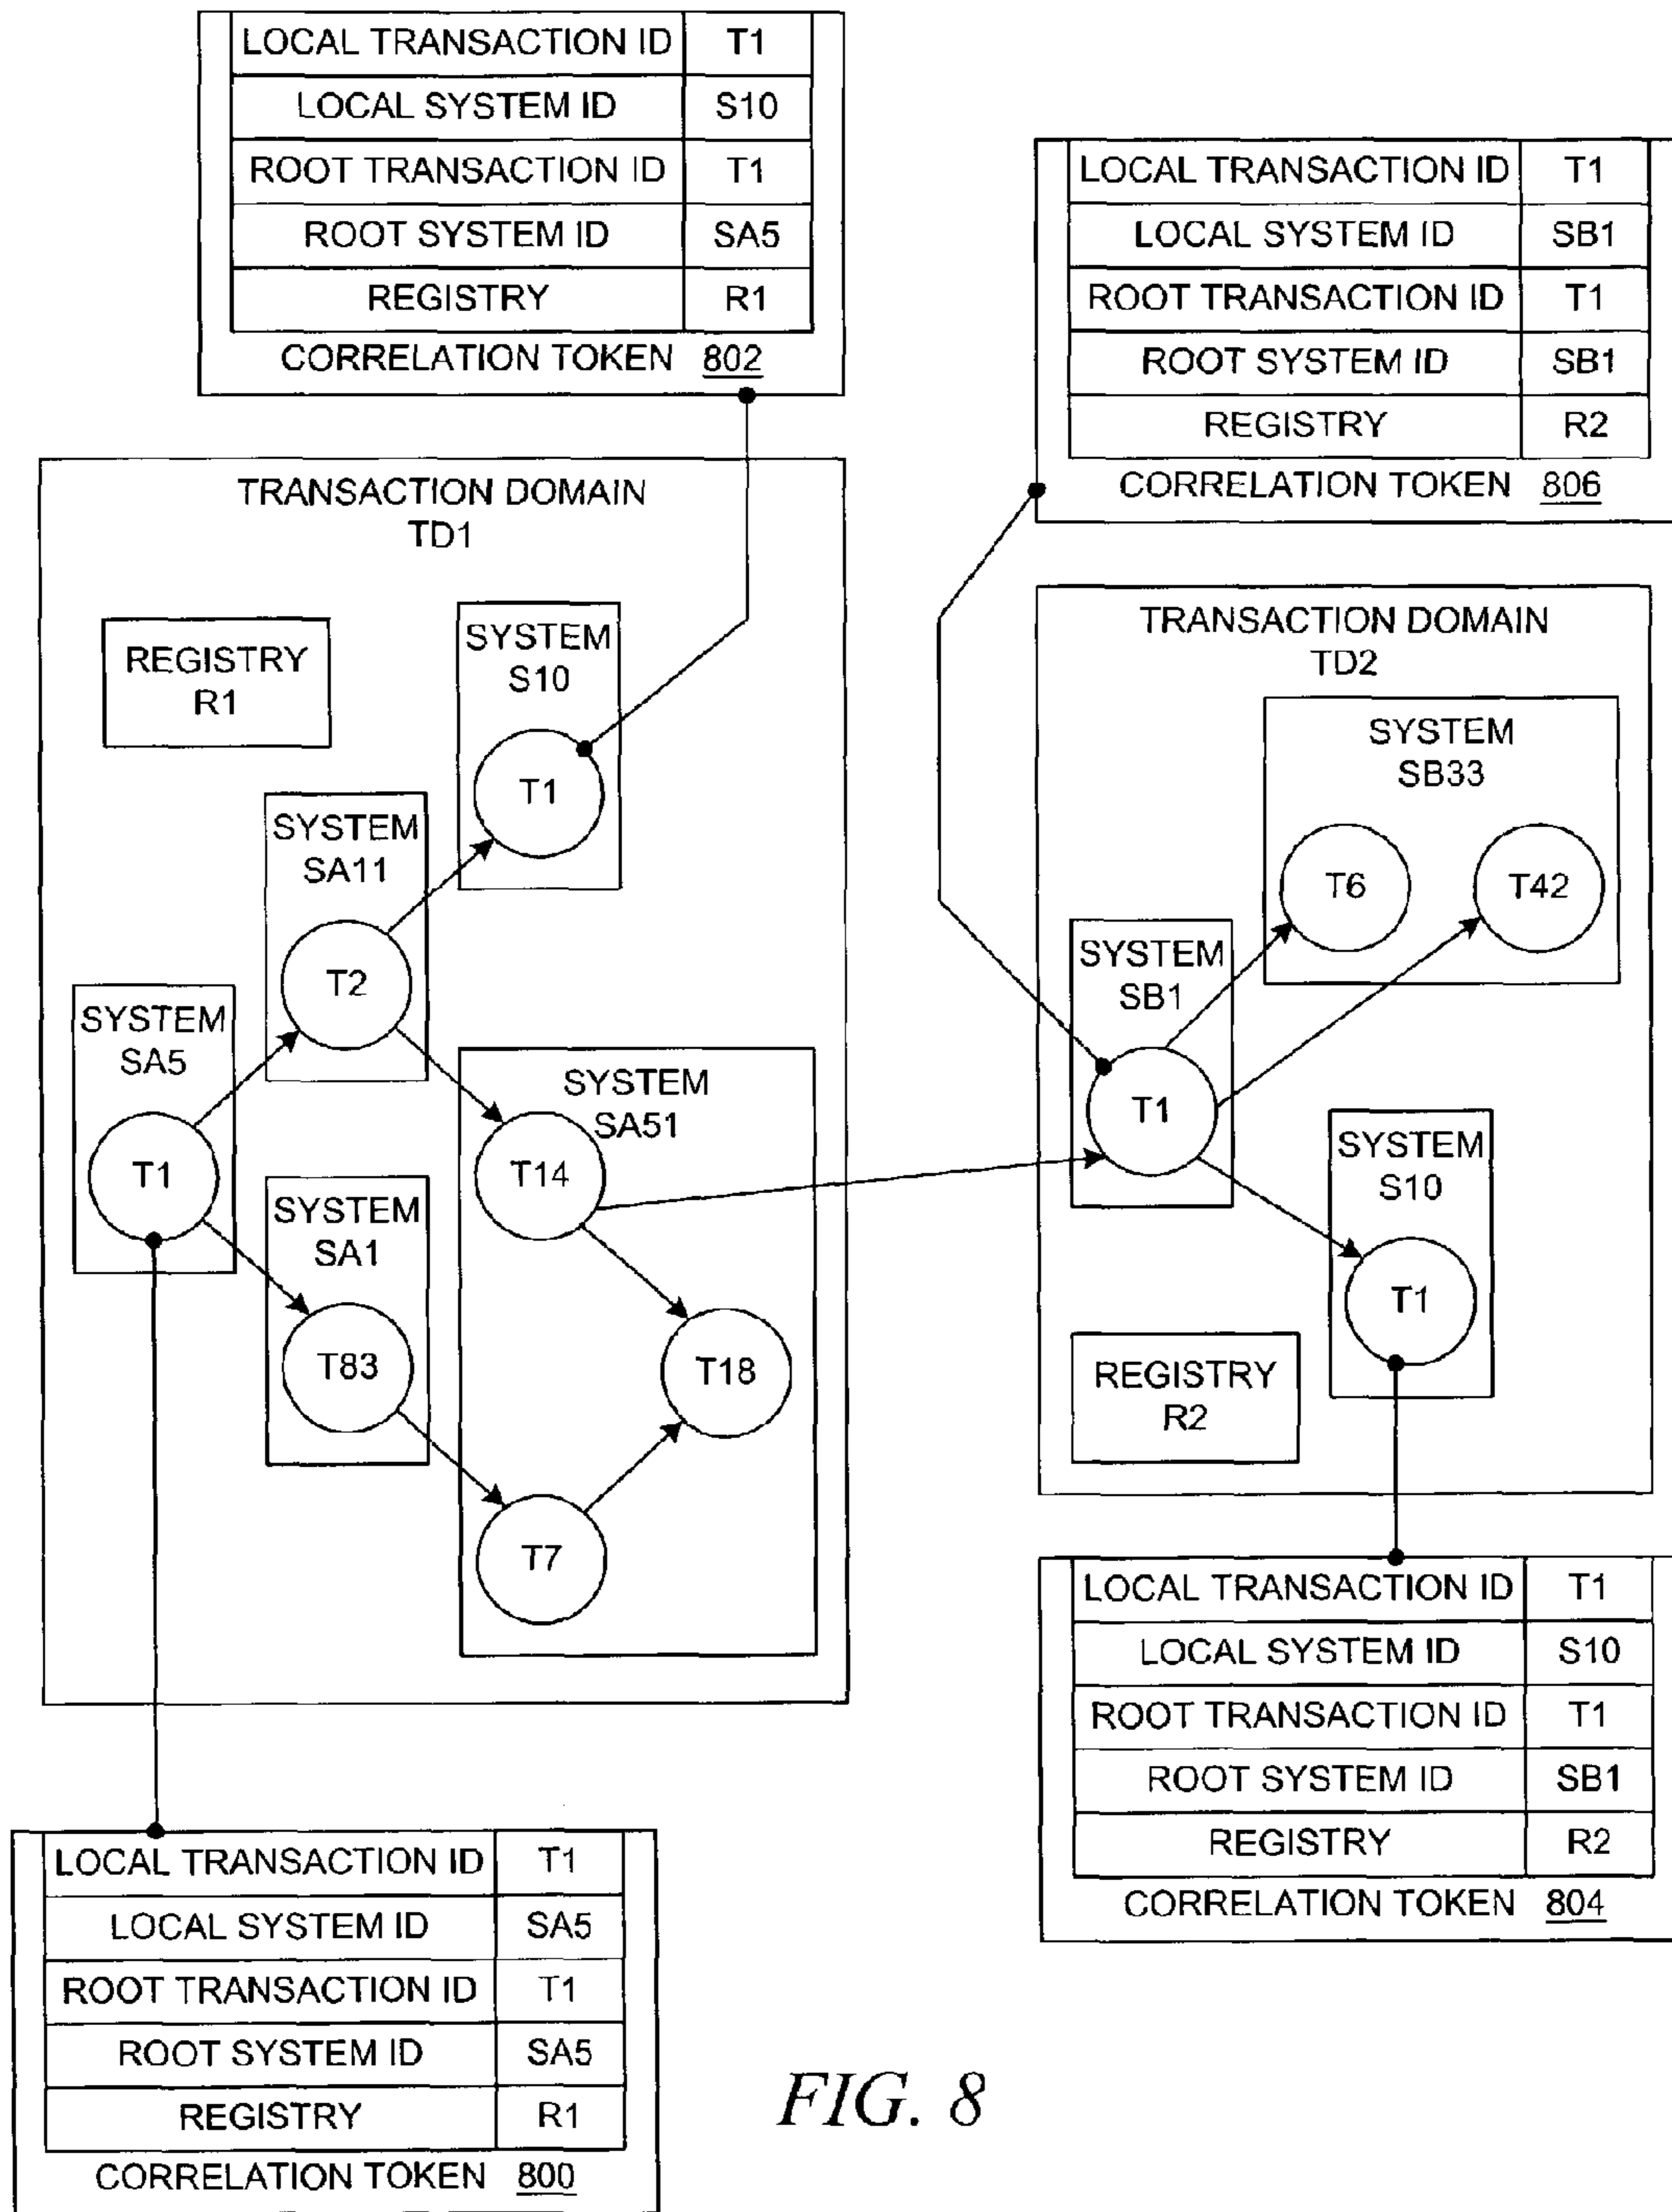 LOCAL TRANSACTION ID T1
LOCAL SYSTEM ID S10
ROOT TRANSACTION ID T1
ROOT SYSTEM ID SA5
REGISTRY R1
CORRELATION TOKEN 802
LOCAL TRANSACTION ID T1
LOCAL SYSTEM ID SB1
ROOT TRANSACTION ID T1
ROOT SYSTEM ID SB1
REGISTRY R2
CORRELATION TOKEN 806
TRANSACTION DOMAIN
TD1
REGISTRY
R1
SYSTEM
S10
T1
SYSTEM
SA11
T2
SYSTEM
SA5
T1
SYSTEM
SA1
T83
SYSTEM
SA51
T14
T18
T7
TRANSACTION DOMAIN
TD2
SYSTEM
SB33
T6
T42
SYSTEM
SB1
T1
SYSTEM
S10
T1
REGISTRY
R2
LOCAL TRANSACTION ID T1
LOCAL SYSTEM ID S10
ROOT TRANSACTION ID T1
ROOT SYSTEM ID SB1
REGISTRY R2
CORRELATION TOKEN 804
LOCAL TRANSACTION ID T1
LOCAL SYSTEM ID SA5
ROOT TRANSACTION ID T1
ROOT SYSTEM ID SA5
REGISTRY R1
CORRELATION TOKEN 800
FIG. 8